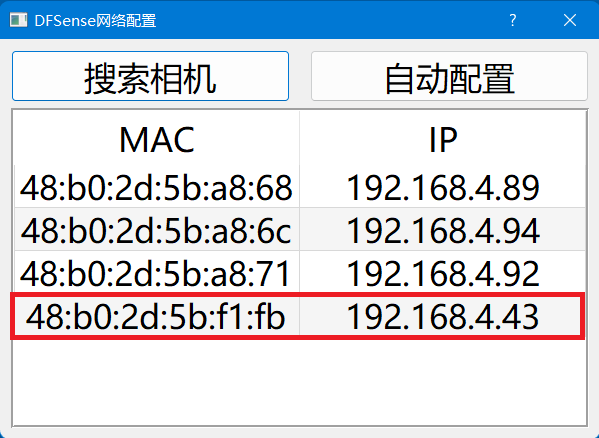 DFSense网络配置
搜索相机 自动配置
MAC IP
48:b0:2d:5b:a8:68 192.168.4.89
48:b0:2d:5b:a8:6c 192.168.4.94
48:b0:2d:5b:a8:71 192.168.4.92
48:b0:2d:5b:f1:fb 192.168.4.43